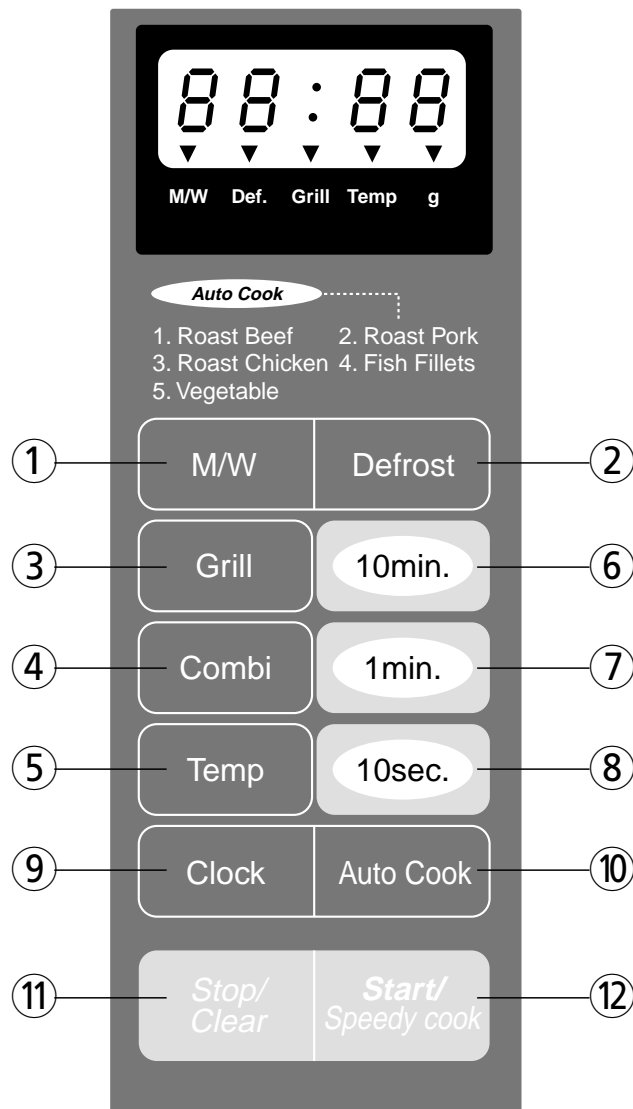 88:88
M/W Def. Grill Temp g
Auto Cook
1. Roast Beef 2. Roast Pork
3. Roast Chicken 4. Fish Fillets
5. Vegetable
1 M/W Defrost 2
3 Grill 10min. 6
4 Combi 1min. 7
5 Temp 10sec. 8
9 Clock Auto Cook 10
11 Stop/ Start/ 12
Clear Speedy cook